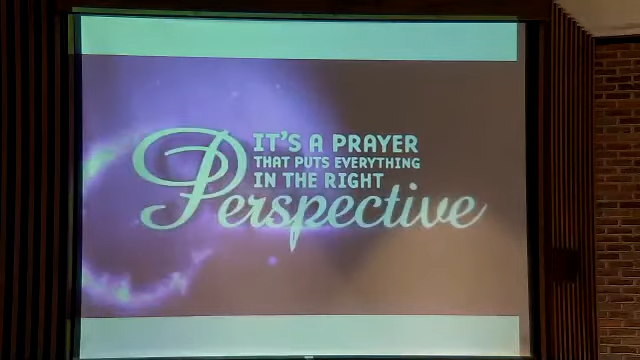 IT'S A PRAYER
THAT PUTS EVERYTHING
IN THE RIGHT
Perspective